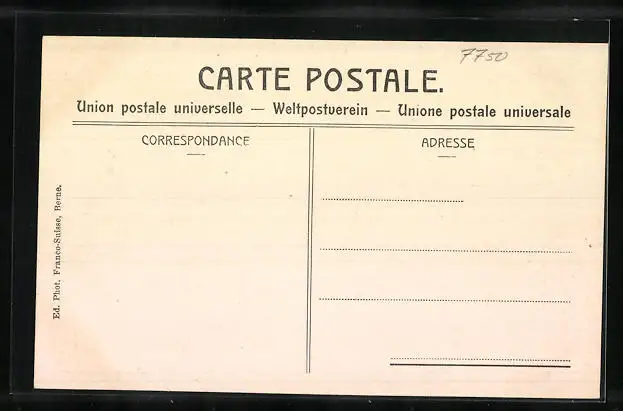 7750
CARTE POSTALE.
Union postale universelle — Weltpostverein — Unione postale universale
CORRESPONDANCE
ADRESSE
Ed. Phot. Franco-Suisse, Berne.